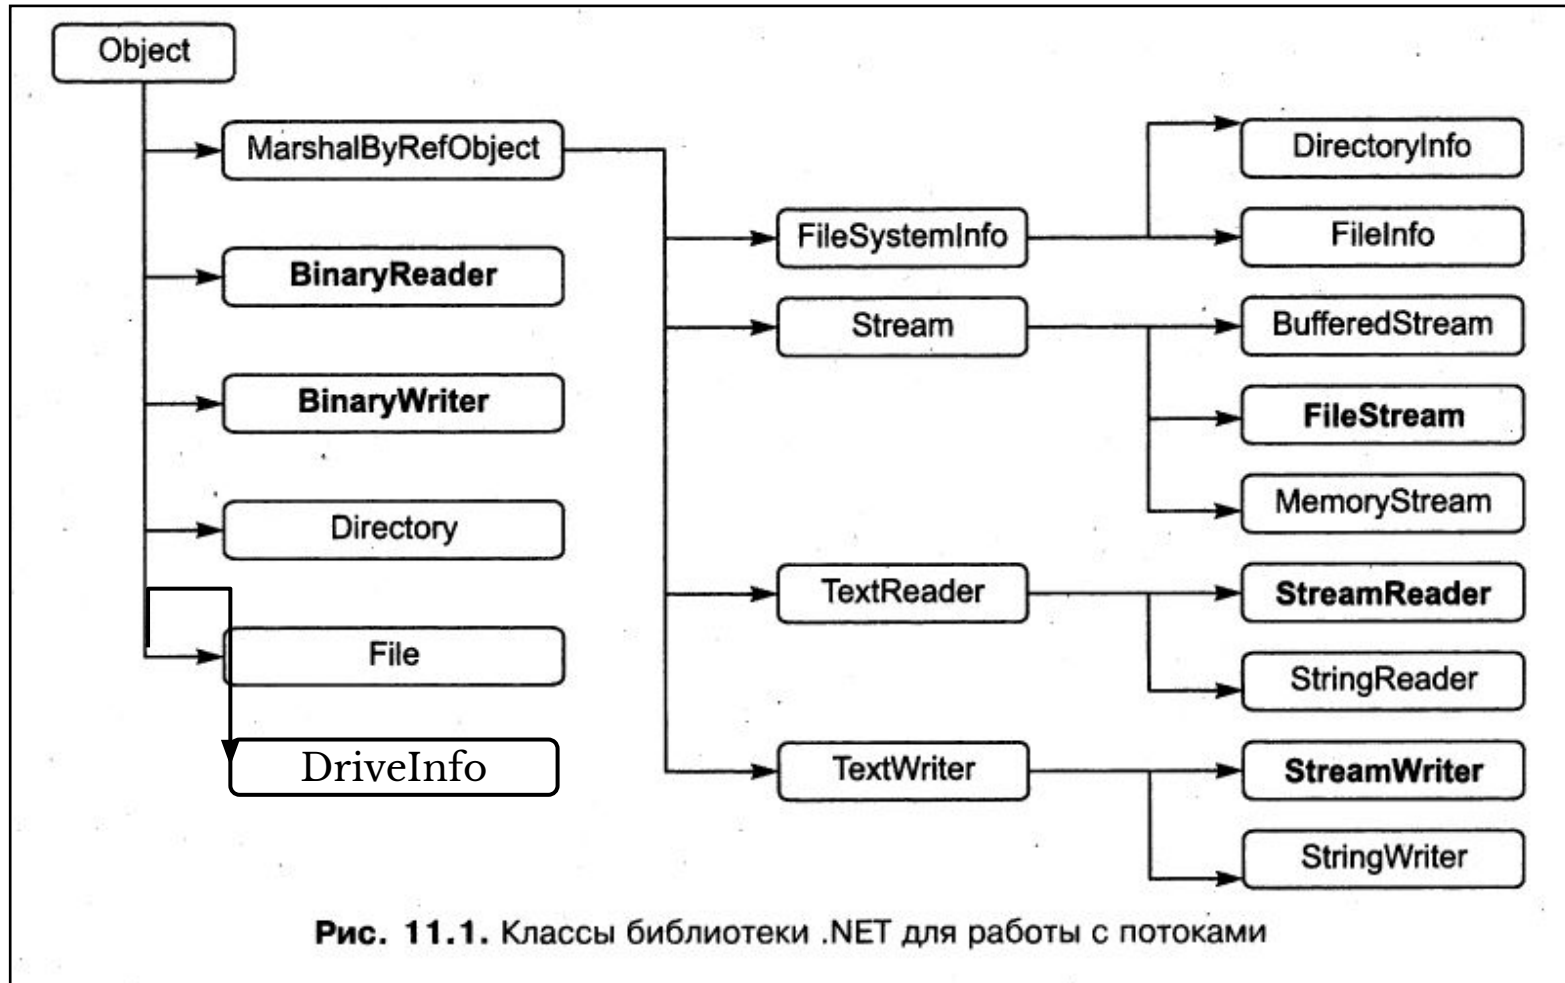 Object
MarshalByRefObject
BinaryReader
BinaryWriter
Directory
File
DriveInfo
FileSystemInfo
Stream
TextReader
TextWriter
DirectoryInfo
FileInfo
BufferedStream
FileStream
MemoryStream
StreamReader
StringReader
StreamWriter
StringWriter
Рис. 11.1. Классы библиотеки .NET для работы с потоками